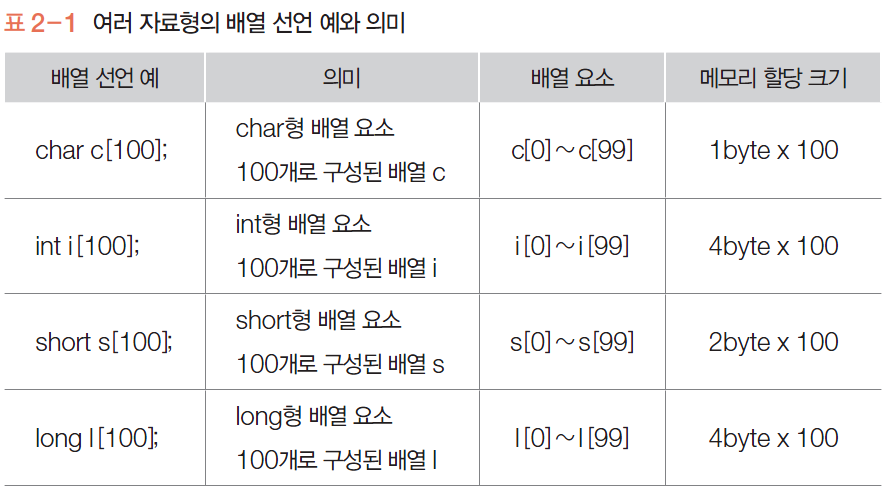 표 2-1 여러 자료형의 배열 선언 예와 의미
배열 선언 예 의미 배열 요소 메모리 할당 크기
char c[100]; char형 배열 요소 c[0]~c[99] 1byte x 100
100개로 구성된 배열 c
int i[100]; int형 배열 요소 i[0]~i[99] 4byte x 100
100개로 구성된 배열 i
short s[100]; short형 배열 요소 s[0]~s[99] 2byte x 100
100개로 구성된 배열 s
long l[100]; long형 배열 요소 l[0]~l[99] 4byte x 100
100개로 구성된 배열 l